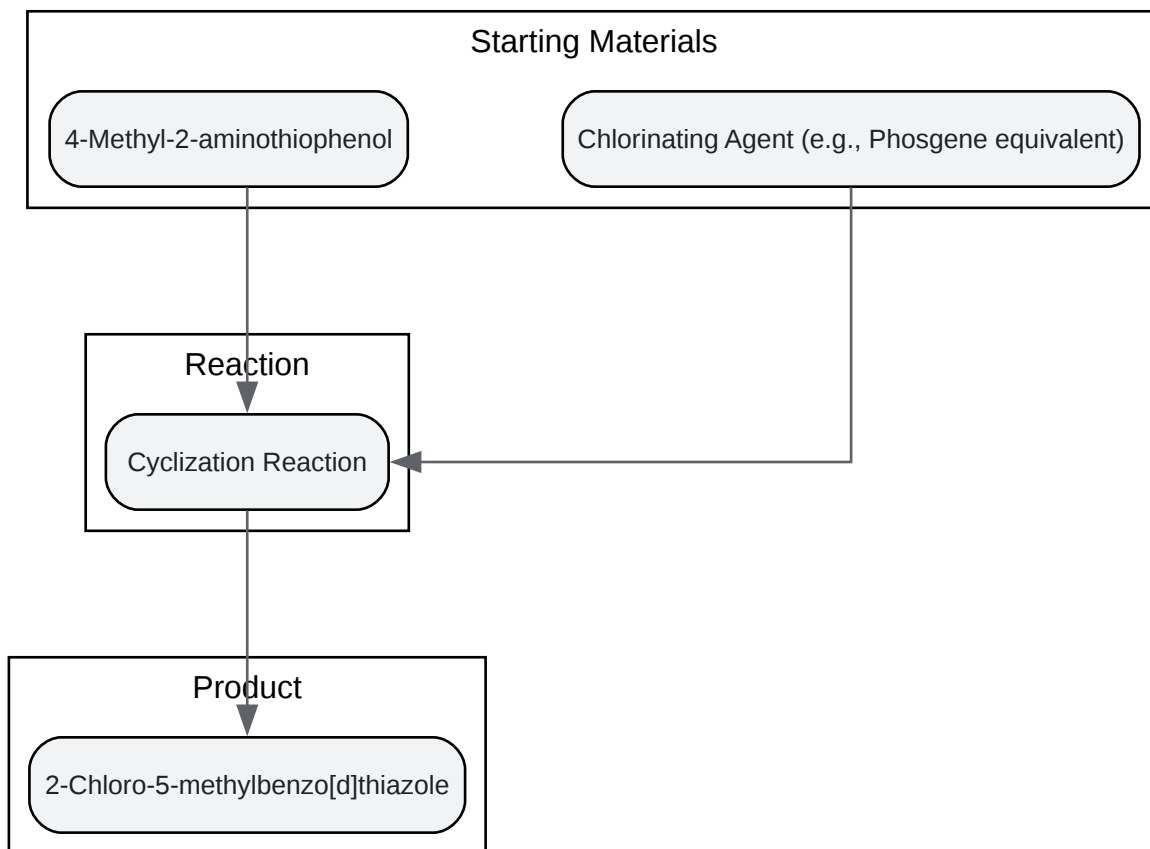 Starting Materials
4-Methyl-2-aminothiophenol
Chlorinating Agent (e.g., Phosgene equivalent)
Reaction
Cyclization Reaction
Product
2-Chloro-5-methylbenzo[d]thiazole